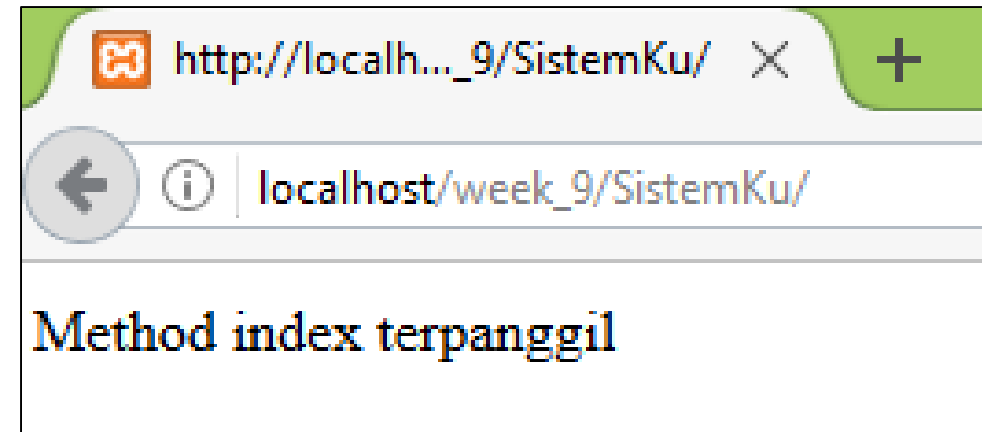 http://localh..._9/SistemKu/
localhost/week_9/SistemKu/
Method index terpanggil